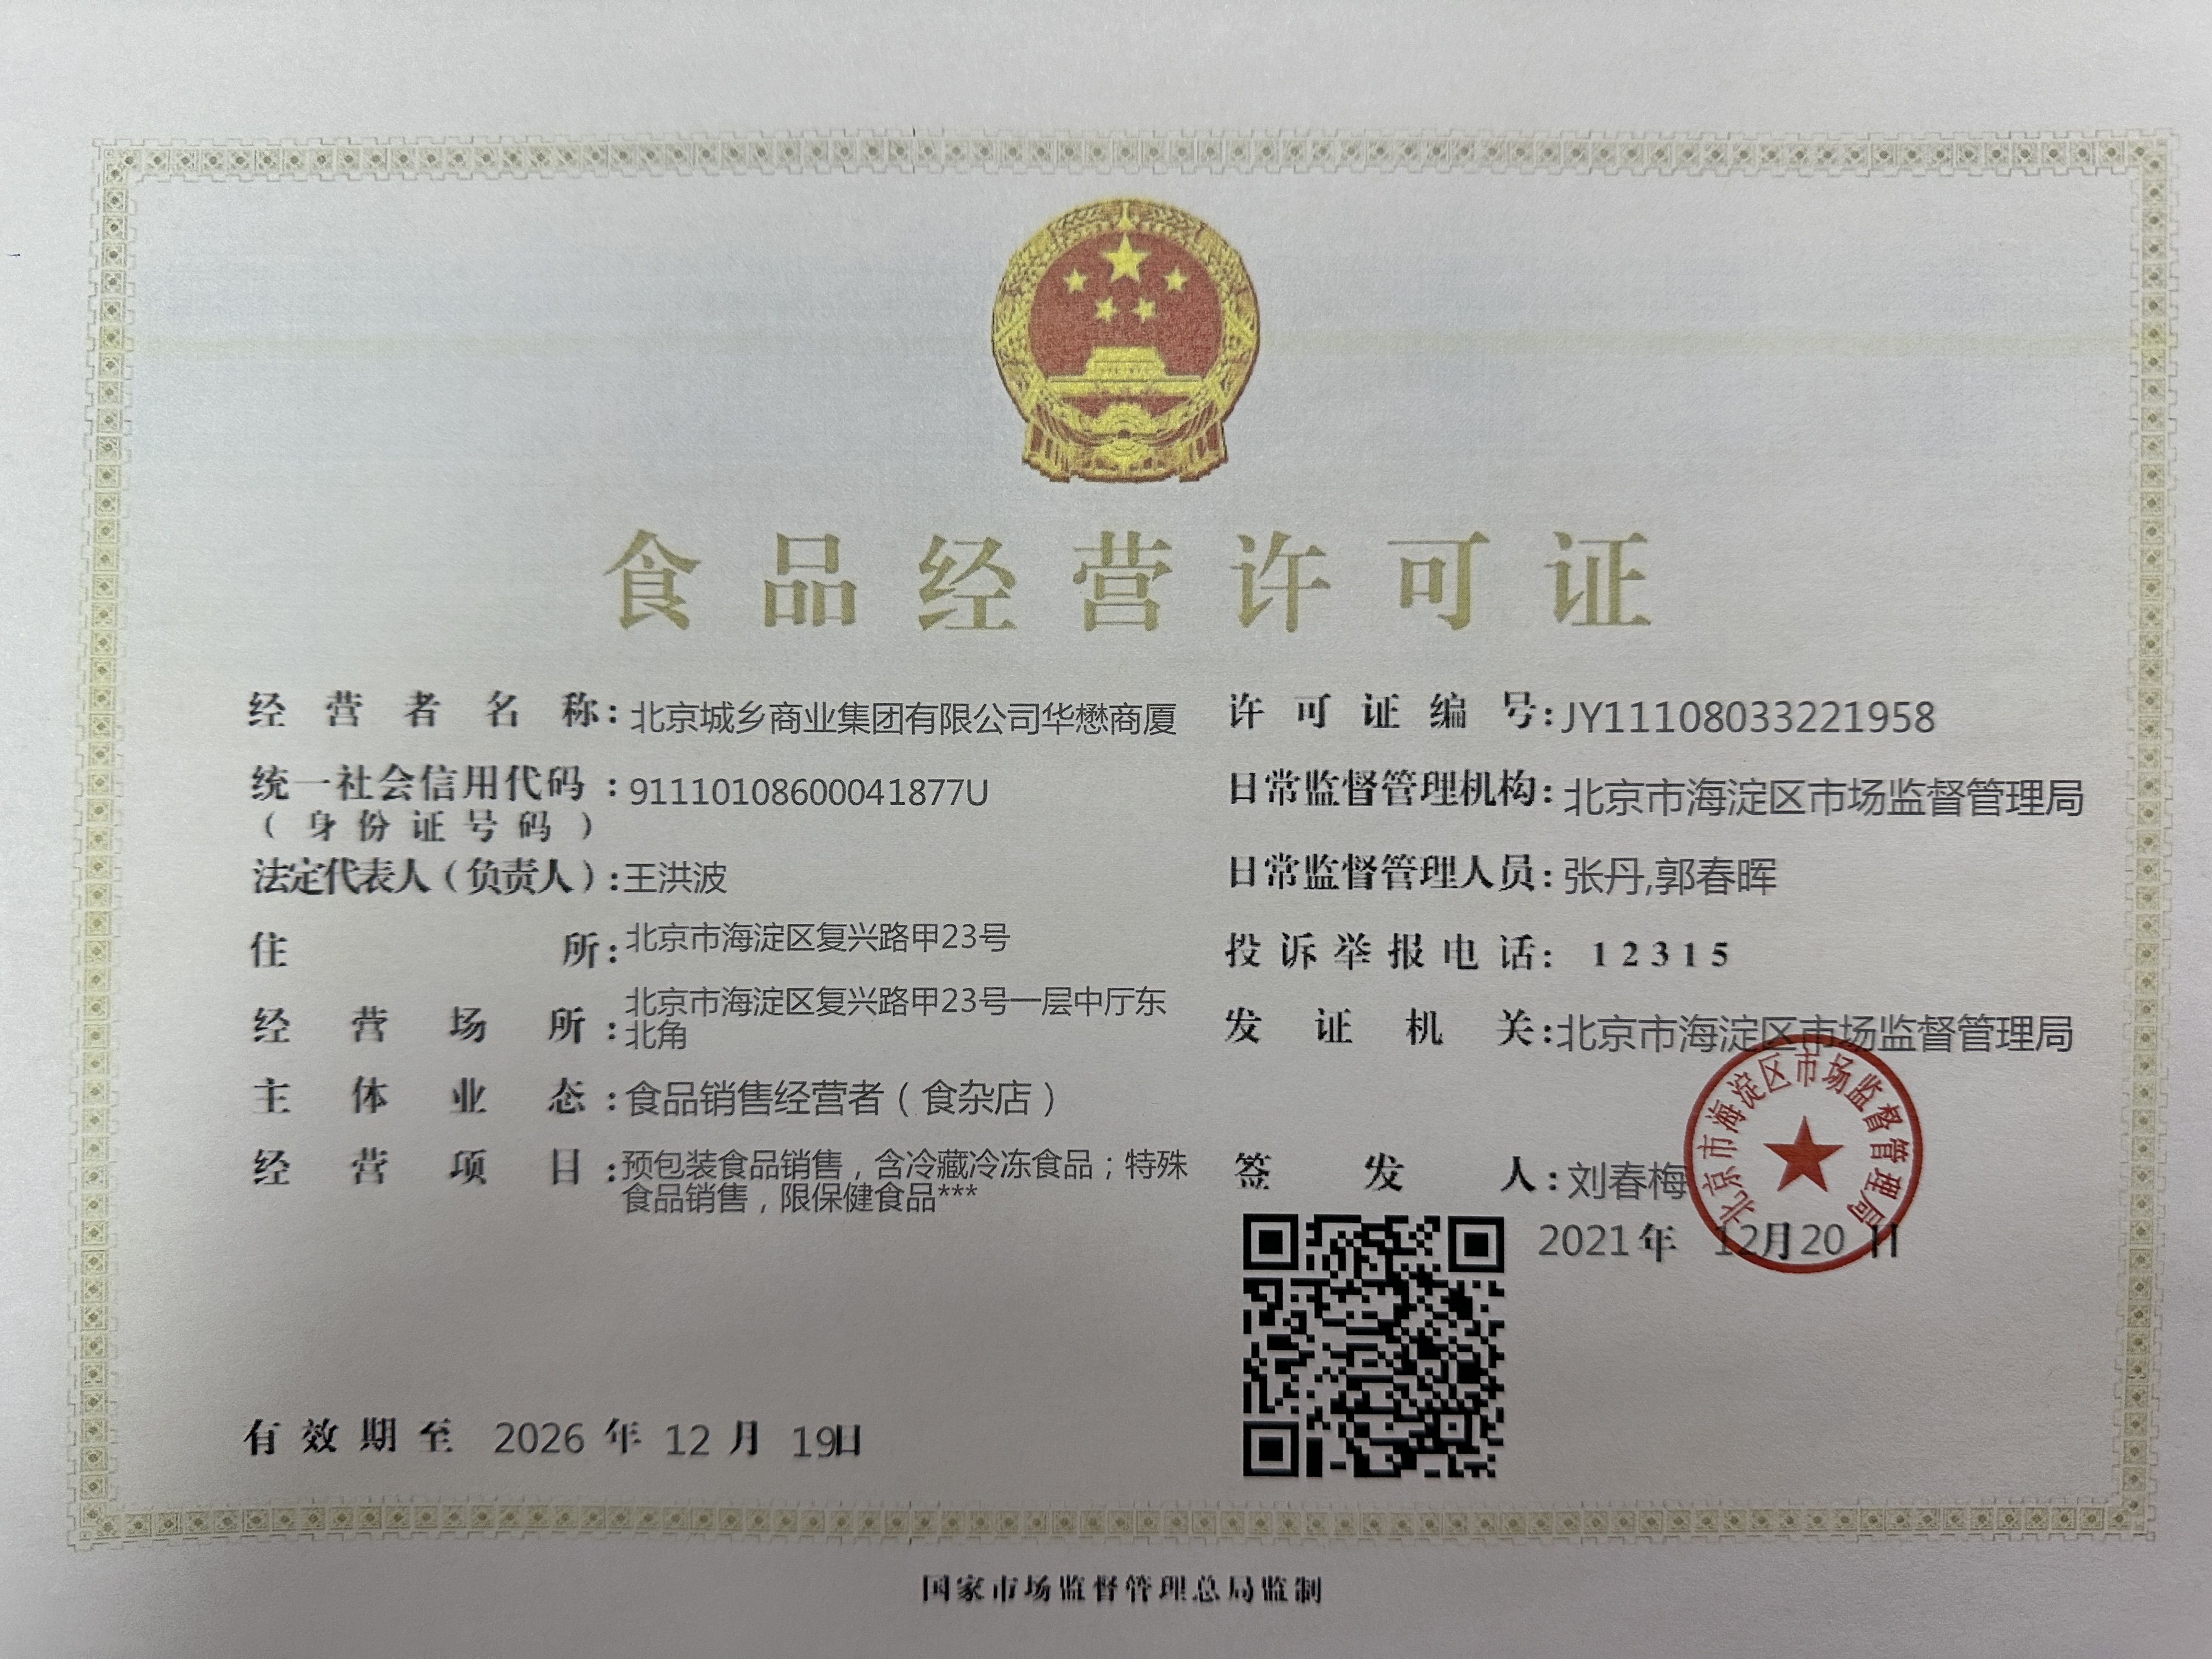 食品经营许可证
经营者名称：北京城乡商业集团有限公司华懋商厦
统一社会信用代码：91110108600041877U
（身份证号码）
法定代表人（负责人）：王洪波
住所：北京市海淀区复兴路甲23号
经营场所：北京市海淀区复兴路甲23号一层中厅东
北角
主体业态：食品销售经营者（食杂店）
经营项目：预包装食品销售，含冷藏冷冻食品；特殊
食品销售，限保健食品***
有效期至 2026 年 12 月 19日
许可证编号：JY11108033221958
日常监督管理机构：北京市海淀区市场监督管理局
日常监督管理人员：张丹,郭春晖
投诉举报电话：12315
发证机关：北京市海淀区市场监督管理局
签发人：刘春梅
北京市海淀区市场监督管理局
2021年 12月20 日
国家市场监督管理总局监制